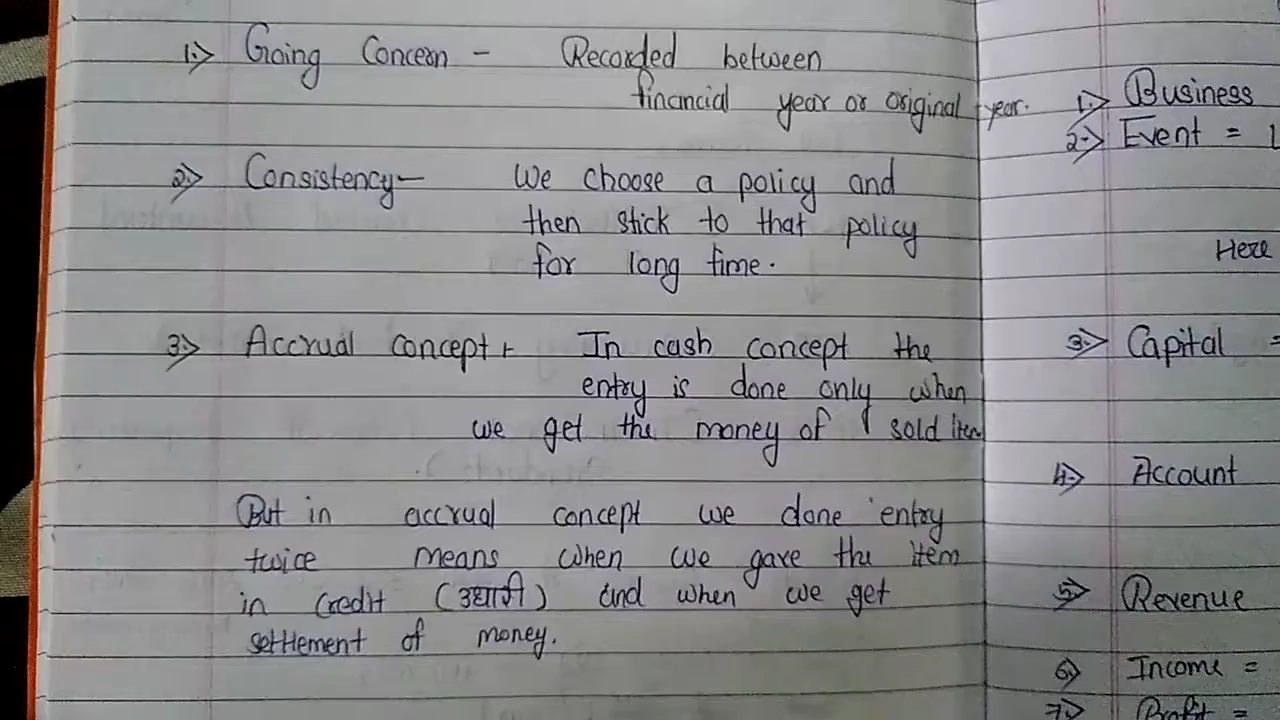 1.> Going Concern - Recorded between
financial year or original year.
2.> Consistency - We choose a policy and
then stick to that policy
for long time.
3.> Accrual concept - In cash concept the
entry is done only when
we get the money of sold item
But in accrual concept we done entry
twice means when we gave the item
in credit (उधारी) and when we get
settlement of money.
1.> Business
2.> Event =
Here
3.> Capital =
4.> Account
5.> Revenue
6.> Income =
7.> Profit =